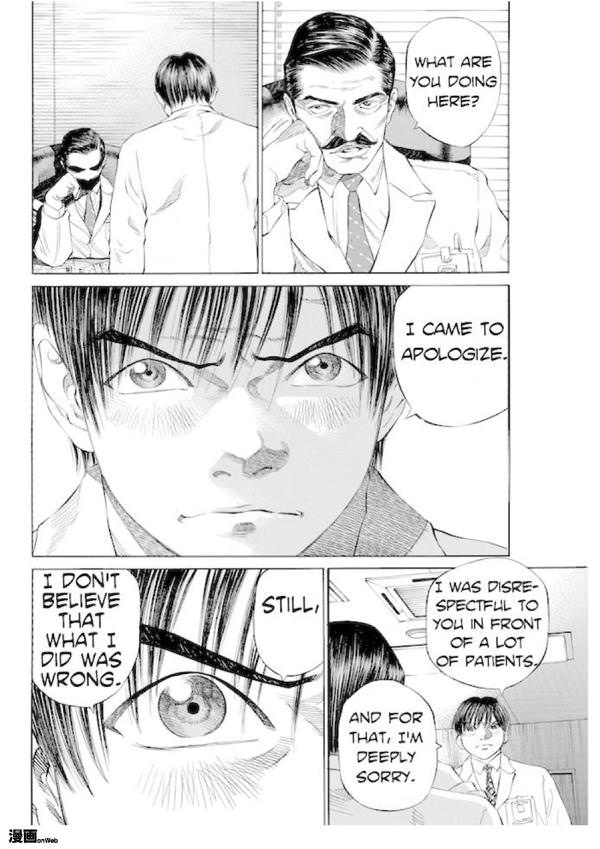 WHAT ARE
YOU DOING
HERE?
I CAME TO
APOLOGIZE.
I WAS DISRE-
SPECTFUL TO
YOU IN FRONT
OF A LOT
OF PATIENTS.
AND FOR
THAT, I'M
DEEPLY
SORRY.
STILL,
I DON'T
BELIEVE
THAT
WHAT I
DID WAS
WRONG.
漫画 onWeb